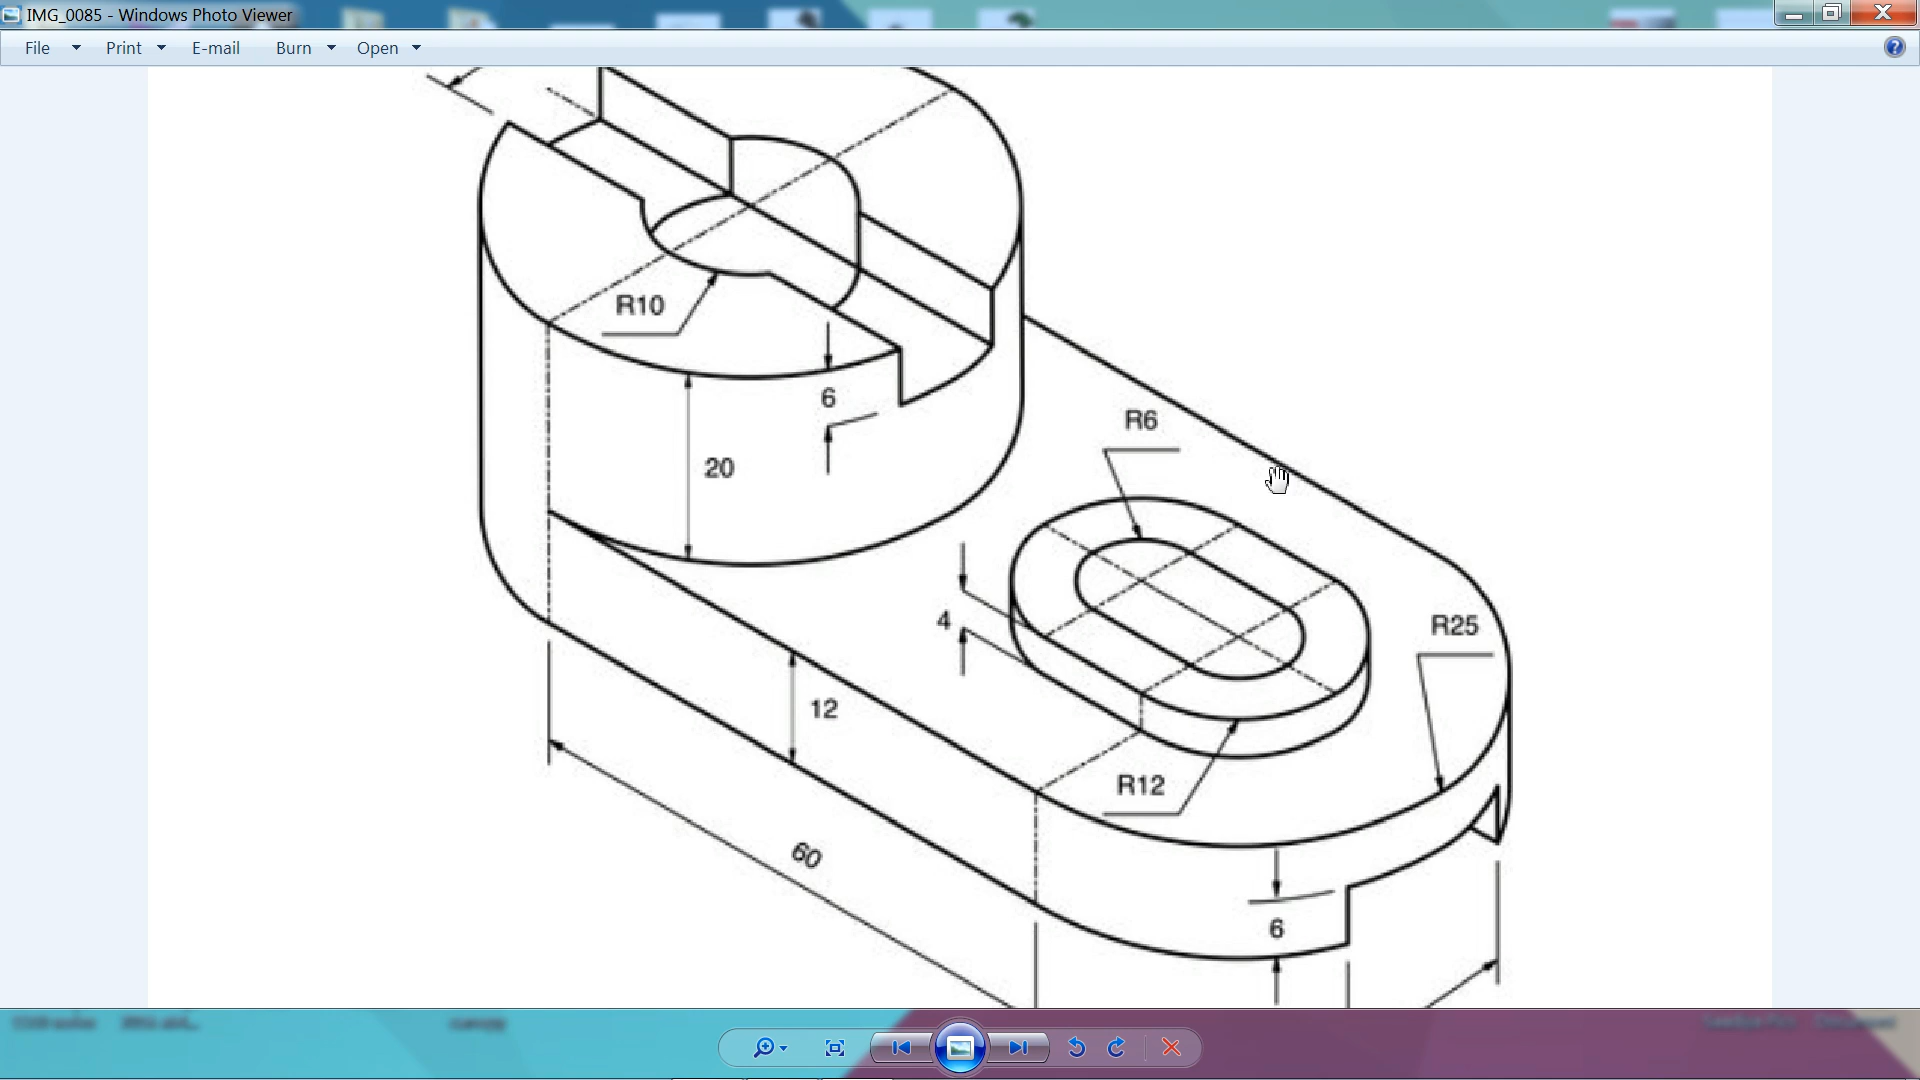 IMG_0085 - Windows Photo Viewer
File Print E-mail Burn Open
R10
6
20
R6
4
R25
12
R12
60
6